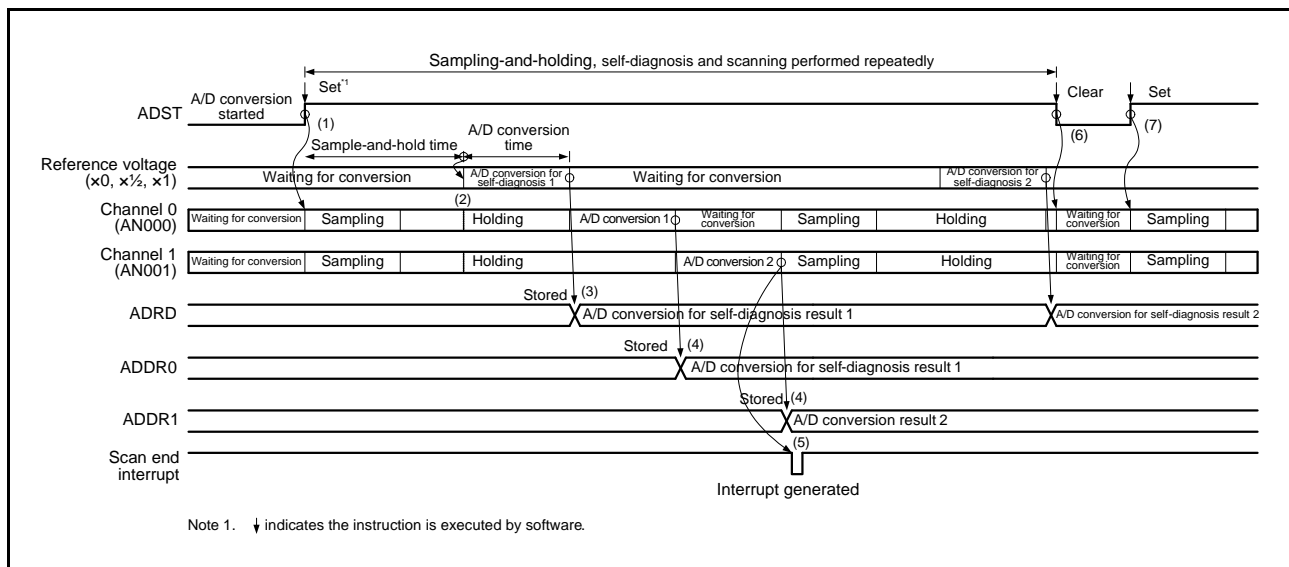 Sampling-and-holding, self-diagnosis and scanning performed repeatedly
A/D conversion
started
Set*1
Clear
Set
ADST
(1)
(6)
(7)
Sample-and-hold time
A/D conversion
time
Reference voltage
(×0, ×½, ×1)
Waiting for conversion
A/D conversion for
self-diagnosis 1
Waiting for conversion
A/D conversion for
self-diagnosis 2
(2)
Channel 0
(AN000)
Waiting for conversion
Sampling
Holding
A/D conversion 1
Waiting for
conversion
Sampling
Holding
Waiting for
conversion
Sampling
Channel 1
(AN001)
Waiting for conversion
Sampling
Holding
A/D conversion 2
Sampling
Holding
Waiting for
conversion
Sampling
Stored
(3)
ADRD
A/D conversion for self-diagnosis result 1
A/D conversion for self-diagnosis result 2
Stored
(4)
ADDR0
A/D conversion for self-diagnosis result 1
Stored
(4)
ADDR1
A/D conversion result 2
(5)
Scan end
interrupt
Interrupt generated
Note 1. ↓ indicates the instruction is executed by software.